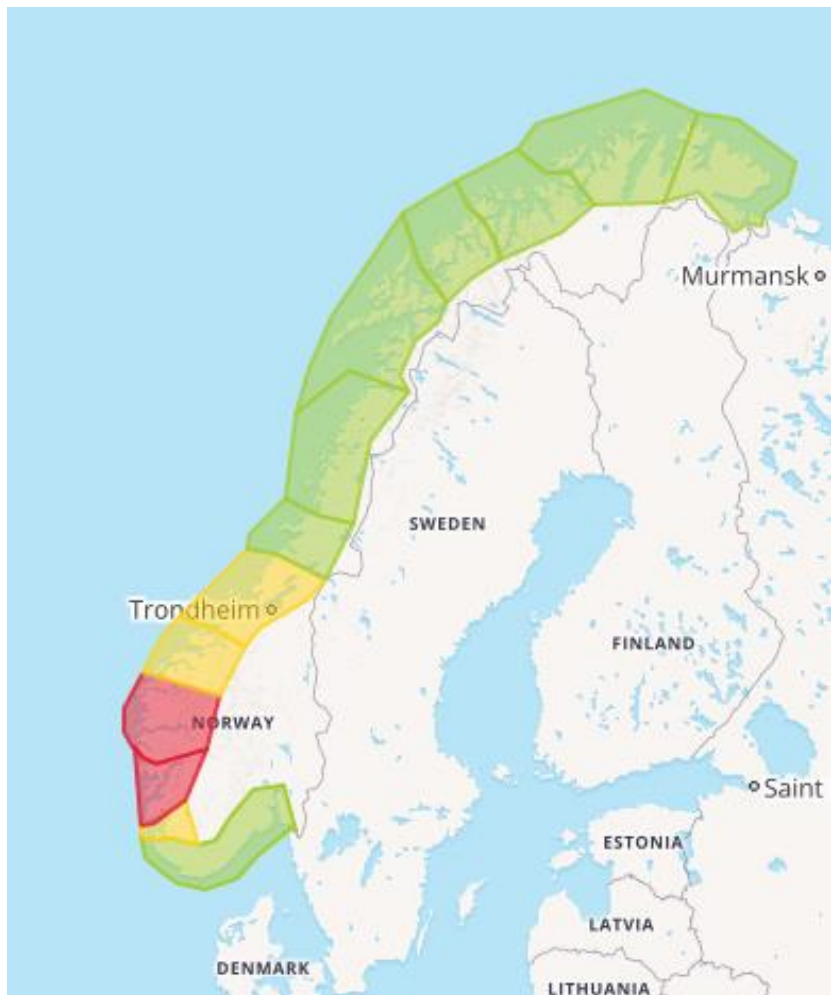 Murmansk
SWEDEN
Trondheim
FINLAND
NORWAY
Saint
ESTONIA
LATVIA
DENMARK
LITHUANIA